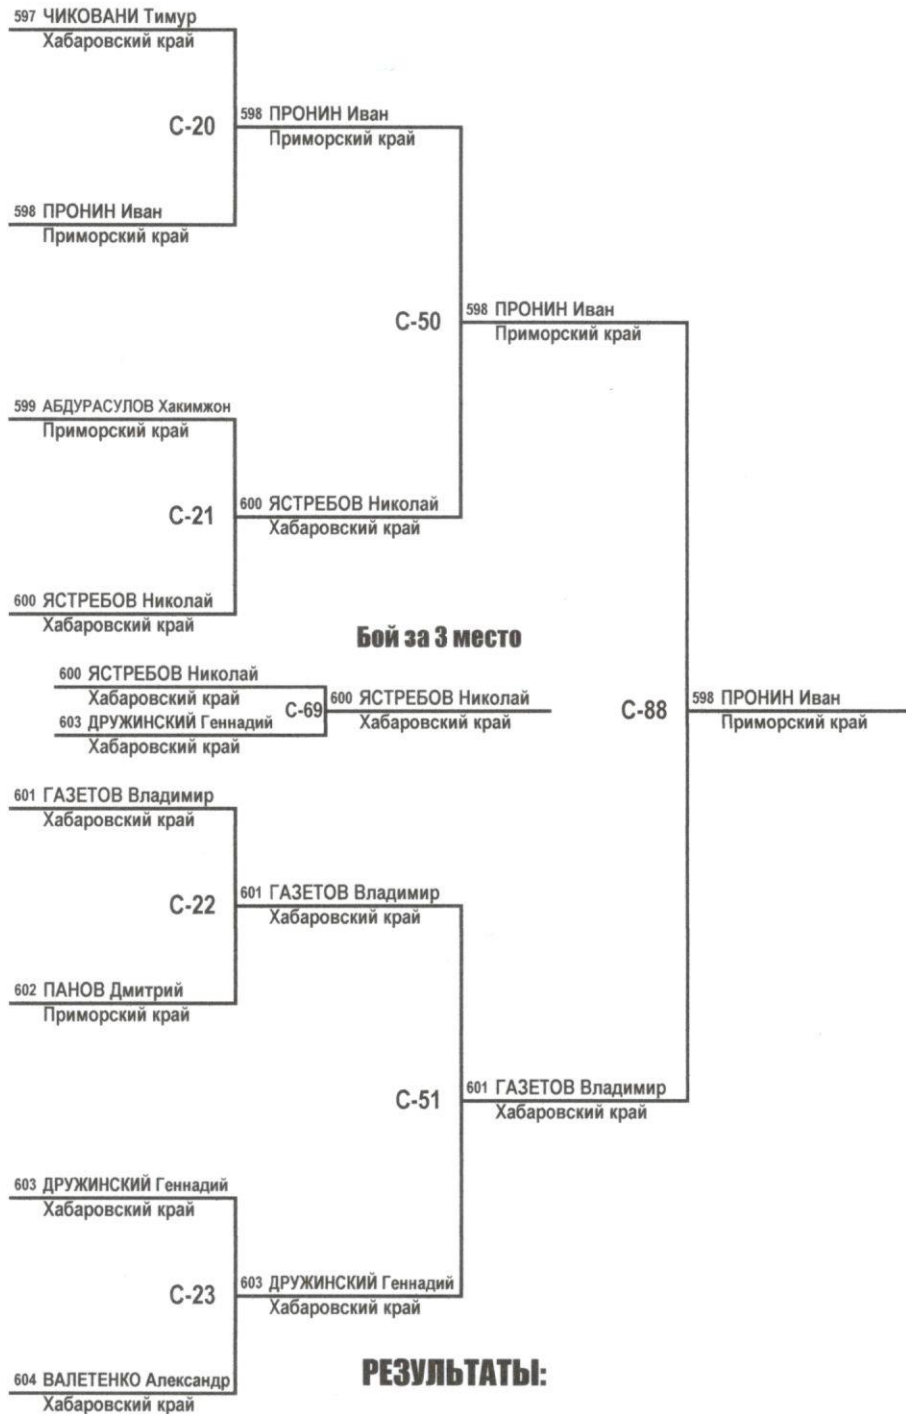 597 ЧИКОВАНИ Тимур
Хабаровский край
С-20
598 ПРОНИН Иван
Приморский край
598 ПРОНИН Иван
Приморский край
С-50
598 ПРОНИН Иван
Приморский край
599 АБДУРАСУЛОВ Хакимжон
Приморский край
С-21
600 ЯСТРЕБОВ Николай
Хабаровский край
600 ЯСТРЕБОВ Николай
Хабаровский край
Бой за 3 место
600 ЯСТРЕБОВ Николай
Хабаровский край
С-69
600 ЯСТРЕБОВ Николай
Хабаровский край
603 ДРУЖИНСКИЙ Геннадий
Хабаровский край
С-88
598 ПРОНИН Иван
Приморский край
601 ГАЗЕТОВ Владимир
Хабаровский край
С-22
601 ГАЗЕТОВ Владимир
Хабаровский край
602 ПАНОВ Дмитрий
Приморский край
С-51
601 ГАЗЕТОВ Владимир
Хабаровский край
603 ДРУЖИНСКИЙ Геннадий
Хабаровский край
С-23
603 ДРУЖИНСКИЙ Геннадий
Хабаровский край
РЕЗУЛЬТАТЫ:
604 ВАЛЕТЕНКО Александр
Хабаровский край